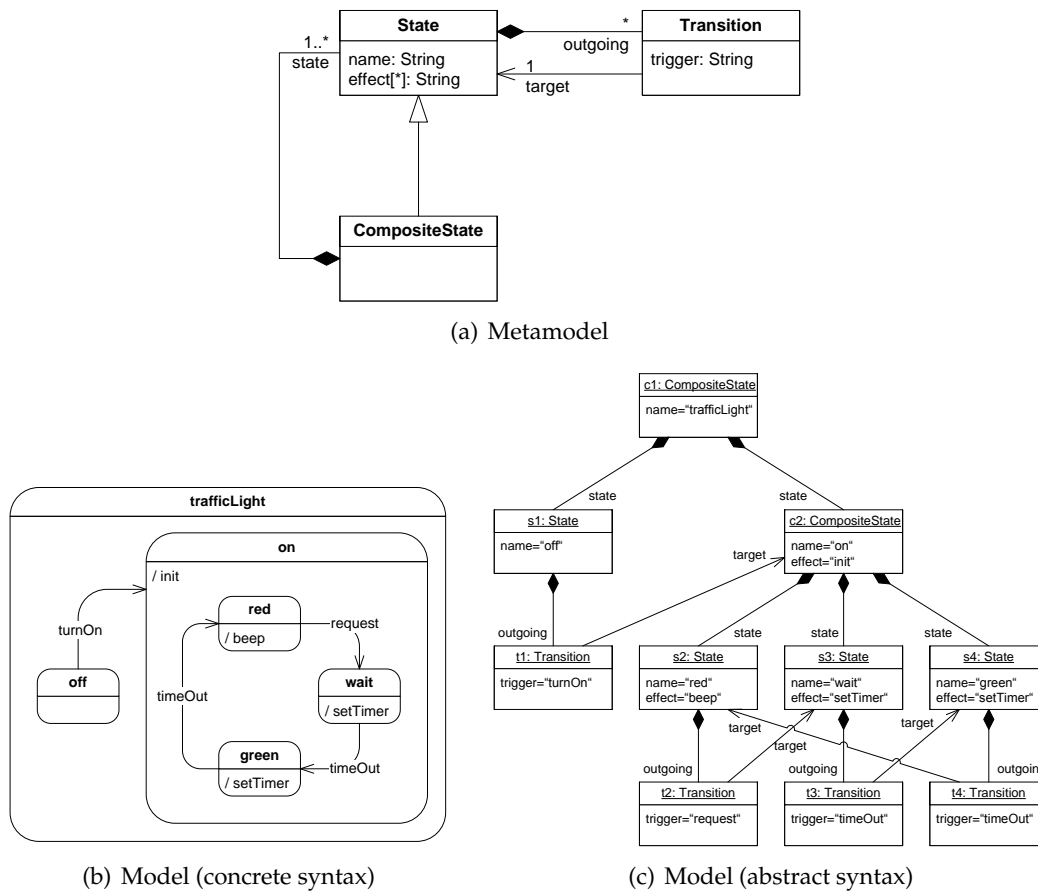 State
name: String
effect[*]: String
1..*
state
*
outgoing
1
target
Transition
trigger: String
CompositeState
(a) Metamodel
trafficLight
on
/ init
red
/ beep
request
turnOn
off
timeOut
wait
/ setTimer
green
/ setTimer
timeOut
(b) Model (concrete syntax)
c1: CompositeState
name="trafficLight"
state
state
s1: State
name="off"
c2: CompositeState
name="on"
effect="init"
target
outgoing
state
state
state
t1: Transition
trigger="turnOn"
s2: State
name="red"
effect="beep"
s3: State
name="wait"
effect="setTimer"
s4: State
name="green"
effect="setTimer"
target
target
target
outgoing
outgoing
outgoing
t2: Transition
trigger="request"
t3: Transition
trigger="timeOut"
t4: Transition
trigger="timeOut"
(c) Model (abstract syntax)